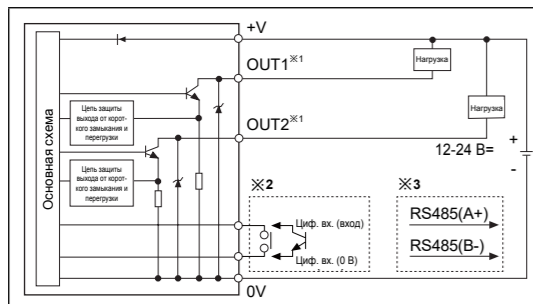 +V
OUT1※1
Нагрузка
Основная схема
Цепь защиты
выхода от корот-
кого замыкания и
перегрузки
OUT2※1
Нагрузка
12-24 В=
+
-
Цепь защиты
выхода от корот-
кого замыкания и
перегрузки
※2
Циф. вх. (вход)
Циф. вх. (0 В)
※3
RS485(A+)
RS485(B-)
0V